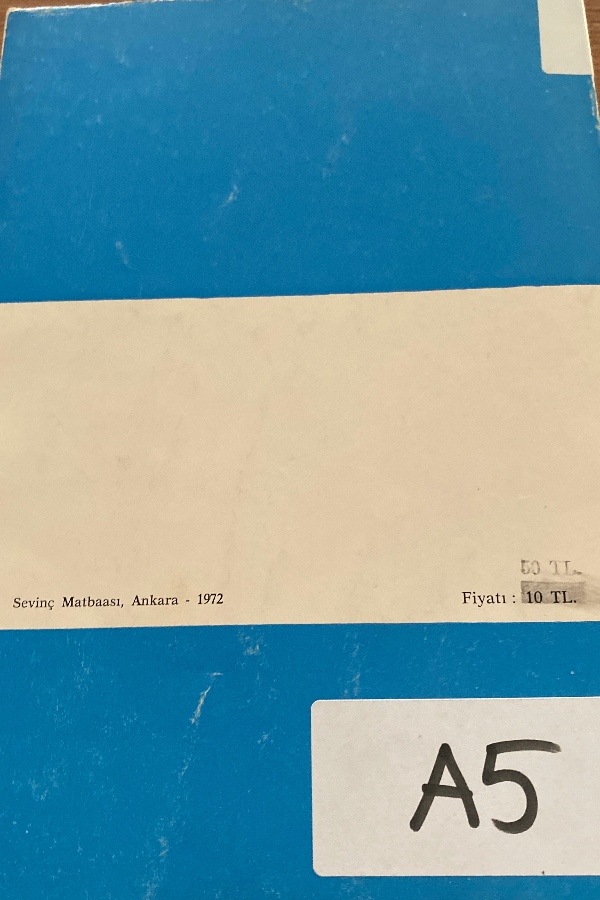 50 TL.
Sevinç Matbaası, Ankara - 1972
Fiyatı : 10 TL.
A5